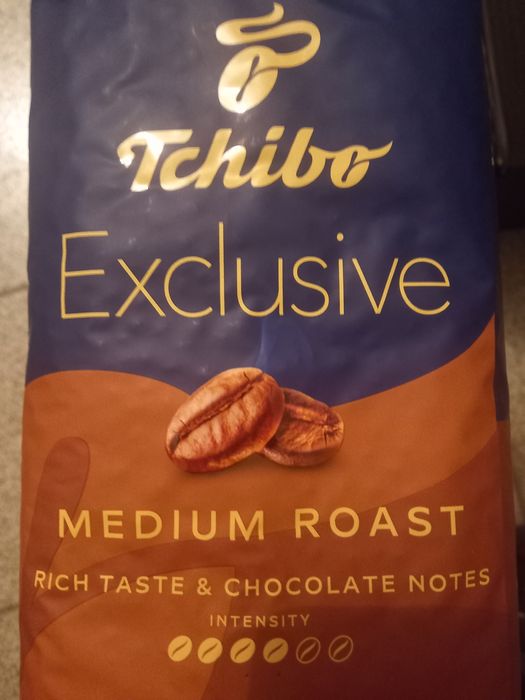 Tchibo
Exclusive
MEDIUM ROAST
RICH TASTE & CHOCOLATE NOTES
INTENSITY